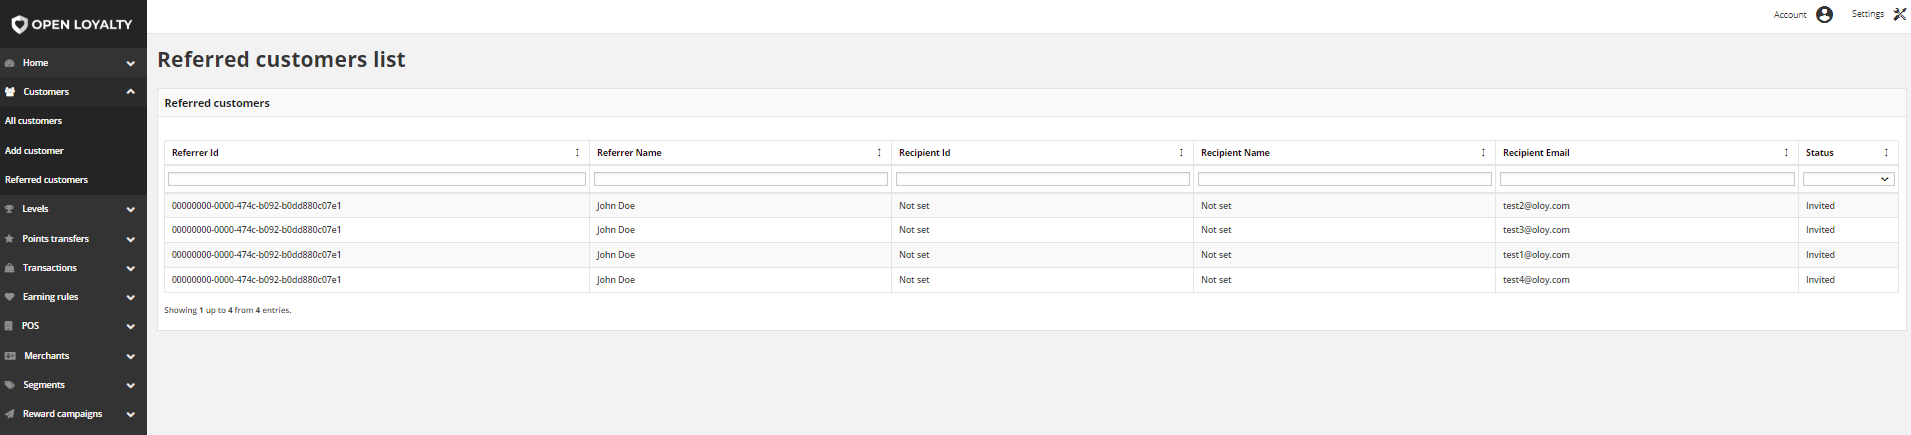 OPEN LOYALTY
Account
Settings
Home
Customers
All customers
Add customer
Referred customers
Levels
Points transfers
Transactions
Earning rules
POS
Merchants
Segments
Reward campaigns
Referred customers list
Referred customers
Referrer Id Referrer Name Recipient Id Recipient Name Recipient Email Status
00000000-0000-474c-b092-b0dd880c07e1 John Doe Not set Not set test2@oloy.com Invited
00000000-0000-474c-b092-b0dd880c07e1 John Doe Not set Not set test3@oloy.com Invited
00000000-0000-474c-b092-b0dd880c07e1 John Doe Not set Not set test1@oloy.com Invited
00000000-0000-474c-b092-b0dd880c07e1 John Doe Not set Not set test4@oloy.com Invited
Showing 1 up to 4 from 4 entries.